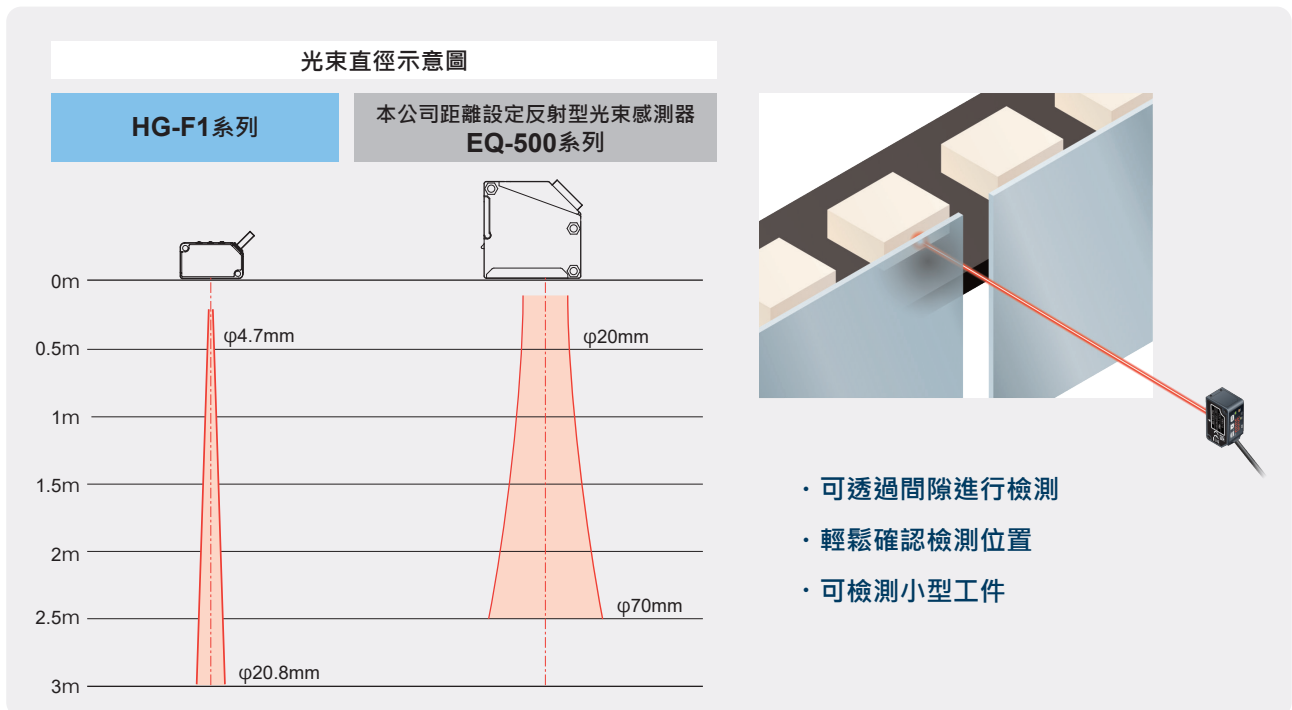 光束直徑示意圖
HG-F1系列
本公司距離設定反射型光束感測器
EQ-500系列
0m
φ4.7mm
φ20mm
0.5m
1m
1.5m
2m
2.5m
φ70mm
φ20.8mm
3m
・可透過間隙進行檢測
・輕鬆確認檢測位置
・可檢測小型工件